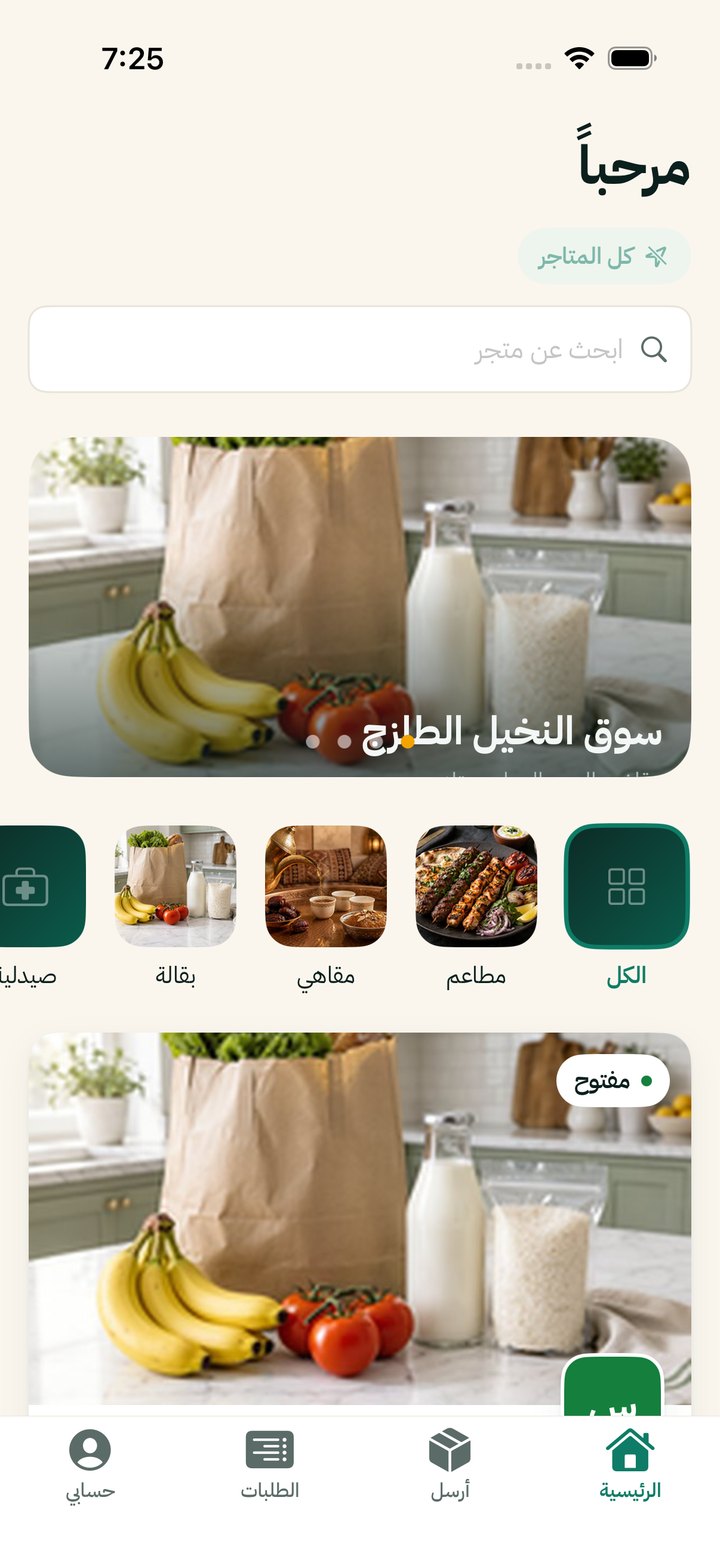 7:25
مرحباً
كل المتاجر
ابحث عن متجر
سوق النخيل الطازج
الكل
مطاعم
مقاهي
بقالة
صيدلية
مفتوح
س
الرئيسية
أرسل
الطلبات
حسابي